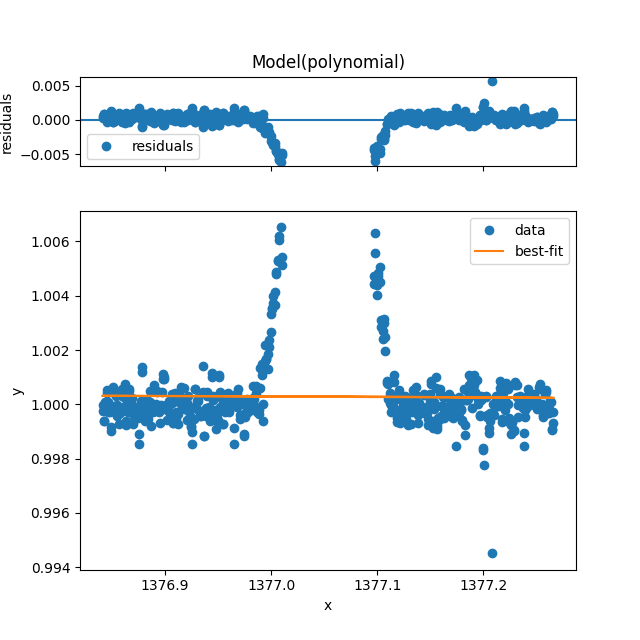 Model(polynomial)
residuals
0.005
0.000
−0.005
residuals
y
1.006
1.004
1.002
1.000
0.998
0.996
0.994
data
best-fit
1376.9
1377.0
1377.1
1377.2
x